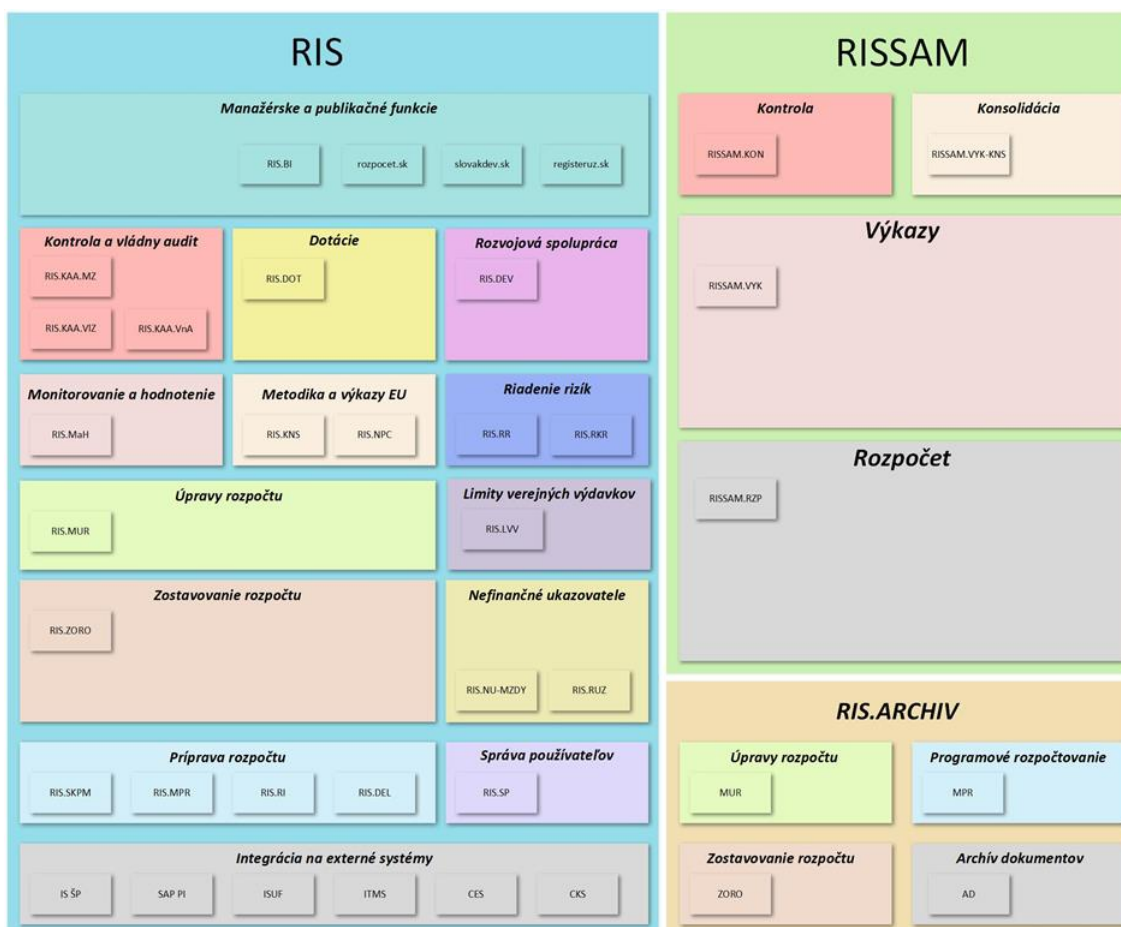 RIS
Manažérske a publikačné funkcie
RIS.BI
rozpocet.sk
slovakdev.sk
registeruz.sk
Kontrola a vládny audit
RIS.KAA.MZ
RIS.KAA.VIZ
RIS.KAA.VnA
Dotácie
RIS.DOT
Rozvojová spolupráca
RIS.DEV
Monitorovanie a hodnotenie
RIS.MaH
Metodika a výkazy EU
RIS.KNS
RIS.NPC
Riadenie rizík
RIS.RR
RIS.RKR
Úpravy rozpočtu
RIS.MUR
Limity verejných výdavkov
RIS.LVV
Zostavovanie rozpočtu
RIS.ZORO
Nefinančné ukazovatele
RIS.NU-MZDY
RIS.RUZ
Príprava rozpočtu
RIS.SKPM
RIS.MPR
RIS.RI
RIS.DEL
Správa používateľov
RIS.SP
Integrácia na externé systémy
IS ŠP
SAP PI
ISUF
ITMS
CES
CKS
RISSAM
Kontrola
RISSAM.KON
Konsolidácia
RISSAM.VYK-KNS
Výkazy
RISSAM.VYK
Rozpočet
RISSAM.RZP
RIS.ARCHIV
Úpravy rozpočtu
MUR
Programové rozpočtovanie
MPR
Zostavovanie rozpočtu
ZORO
Archív dokumentov
AD